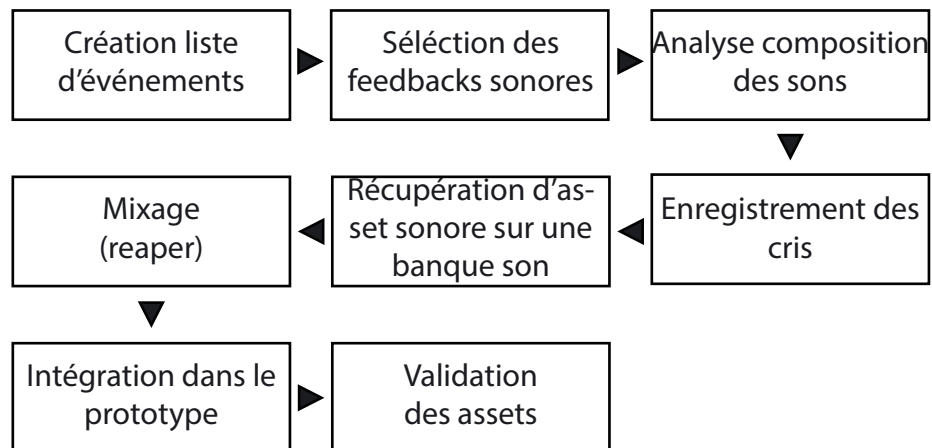 Création liste
d'événements
Séléction des
feedbacks sonores
Analyse composition
des sons
Enregistrement des
cris
Récupération d'as-
set sonore sur une
banque son
Mixage
(reaper)
Intégration dans le
prototype
Validation
des assets